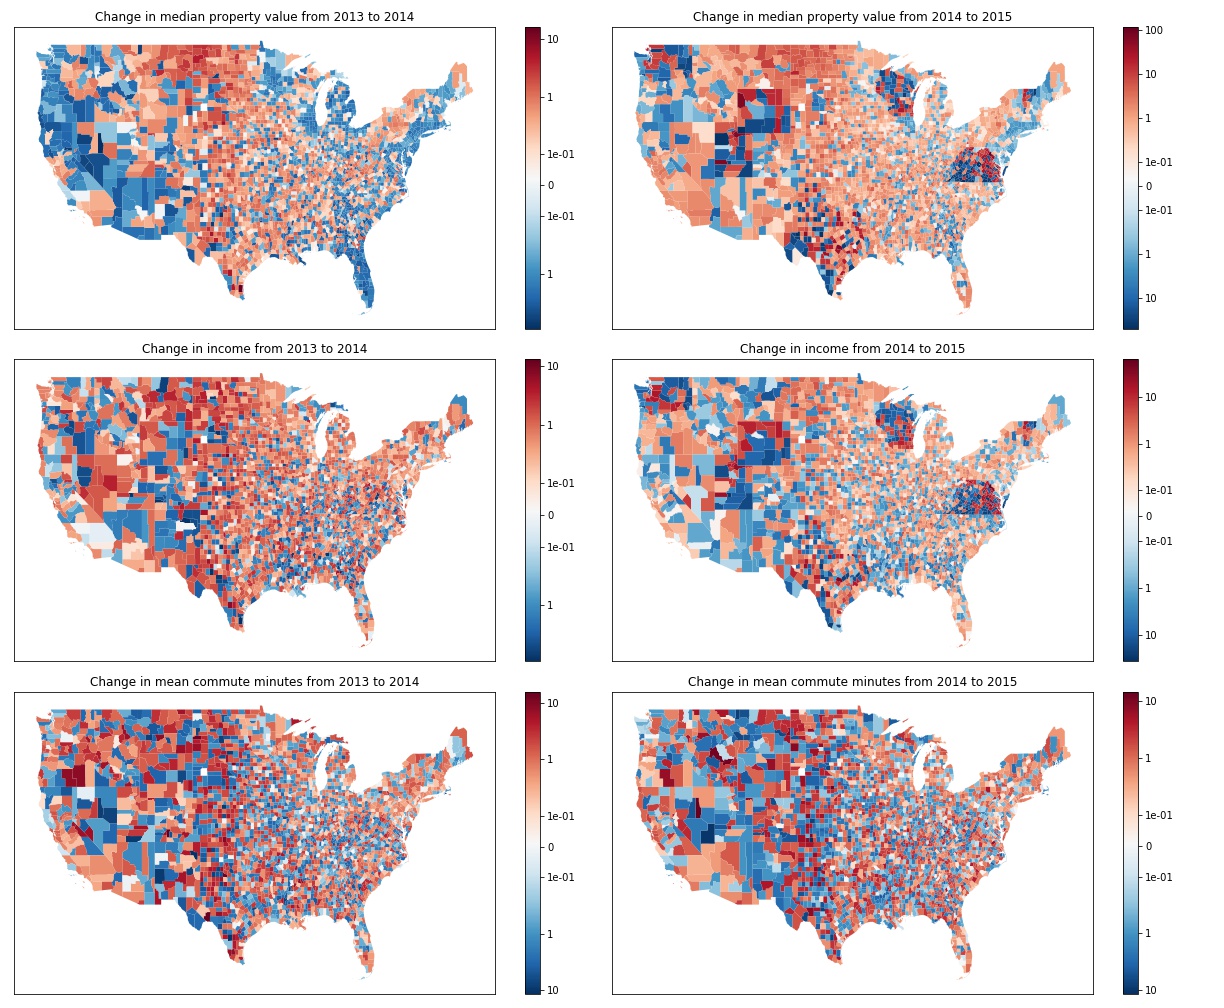 Change in median property value from 2013 to 2014
10
1
1e-01
0
1e-01
1
Change in median property value from 2014 to 2015
100
10
1
1e-01
0
1e-01
1
10
Change in income from 2013 to 2014
10
1
1e-01
0
1e-01
1
Change in income from 2014 to 2015
10
1
1e-01
0
1e-01
1
10
Change in mean commute minutes from 2013 to 2014
10
1
1e-01
0
1e-01
1
10
Change in mean commute minutes from 2014 to 2015
10
1
1e-01
0
1e-01
1
10